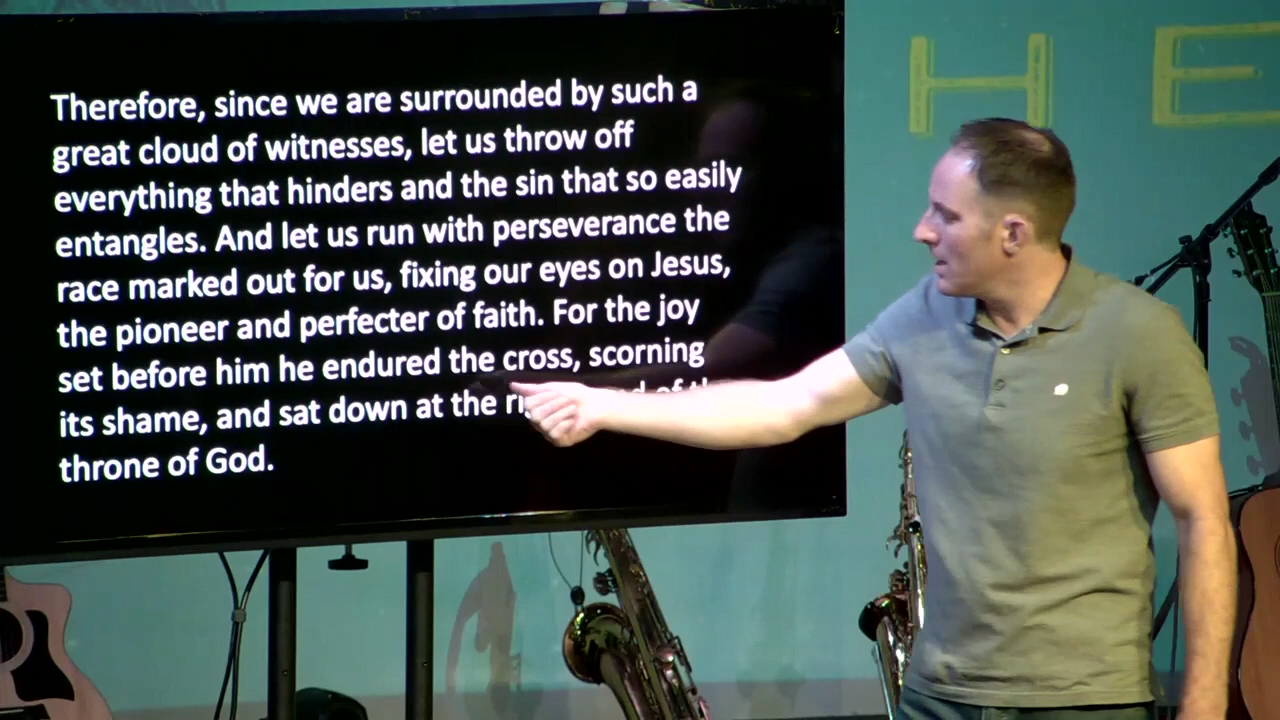 Therefore, since we are surrounded by such a
great cloud of witnesses, let us throw off
everything that hinders and the sin that so easily
entangles. And let us run with perseverance the
race marked out for us, fixing our eyes on Jesus,
the pioneer and perfecter of faith. For the joy
set before him he endured the cross, scorning
its shame, and sat down at the of
throne of God.
H E